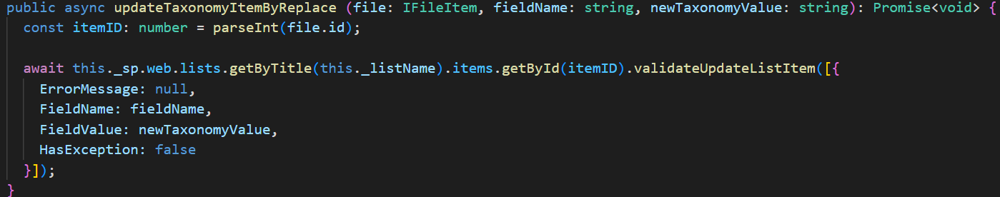 public async updateTaxonomyItemByReplace (file: IFileItem, fieldName: string, newTaxonomyValue: string): Promise<void> {
const itemID: number = parseInt(file.id);
await this._sp.web.lists.getByTitle(this._listName).items.getById(itemID).validateUpdateListItem([{
ErrorMessage: null,
FieldName: fieldName,
FieldValue: newTaxonomyValue,
HasException: false
}]);
}